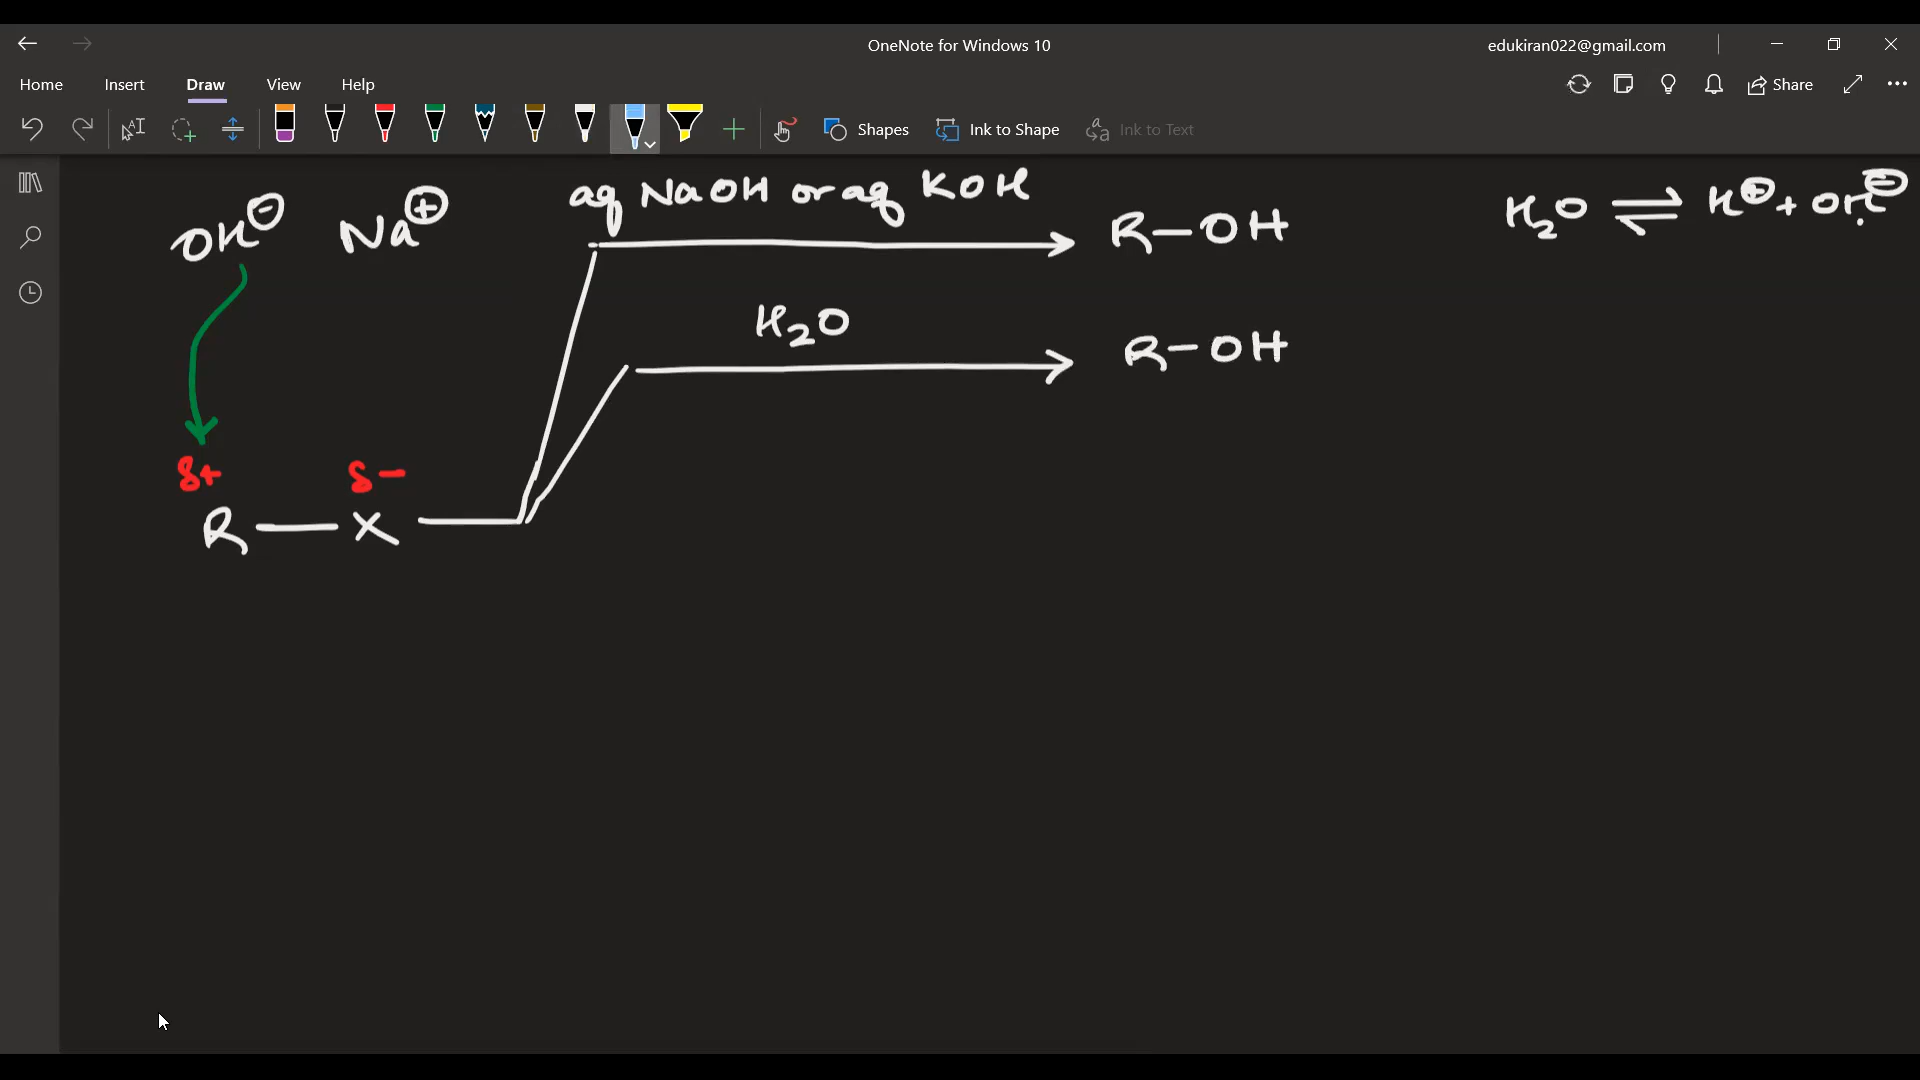 OneNote for Windows 10
edukiran022@gmail.com
Home Insert Draw View Help
Share
Shapes Ink to Shape Ink to Text
OH⊖ Na⊕
aq NaOH or aq KOH
R—OH
H₂O ⇌ H⊕ + OH⊖
H₂O
R—OH
δ+ δ−
R — X